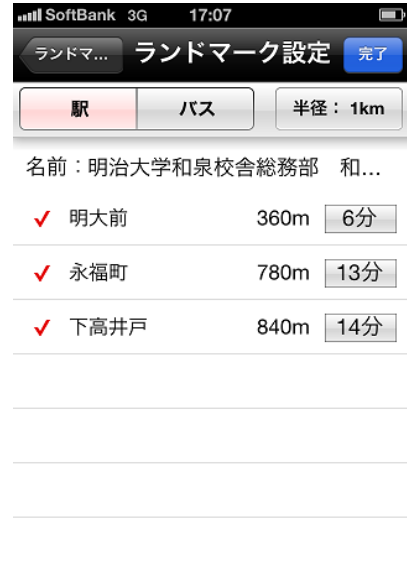 SoftBank 3G 17:07
ランドマ... ランドマーク設定 完了
駅 バス 半径： 1km
名前：明治大学和泉校舎総務部　和...
明大前 360m 6分
永福町 780m 13分
下高井戸 840m 14分